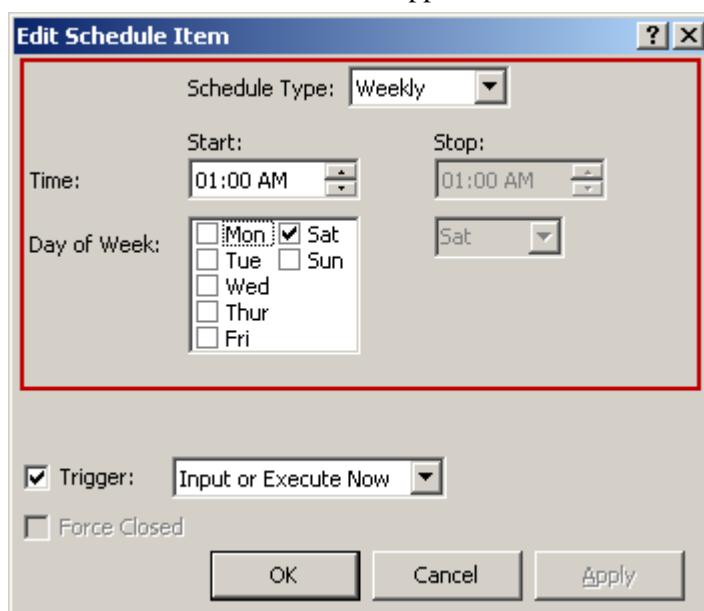 Edit Schedule Item
Schedule Type: Weekly
Start: Stop:
Time: 01:00 AM 01:00 AM
Day of Week: Mon Sat Sat
Tue Sun
Wed
Thur
Fri
Trigger: Input or Execute Now
Force Closed
OK Cancel Apply